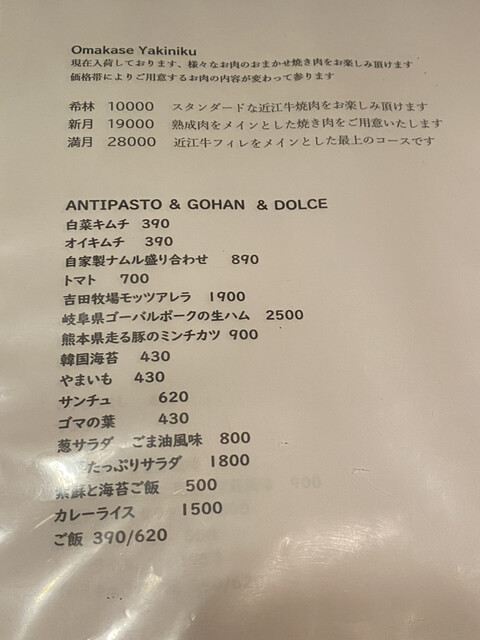 Omakase Yakiniku
現在入荷しております、様々なお肉のおまかせ焼き肉をお楽しみ頂けます
価格帯によりご用意するお肉の内容が変わって参ります
希林 10000 スタンダードな近江牛焼肉をお楽しみ頂けます
新月 19000 熟成肉をメインとした焼き肉をご用意いたします
満月 28000 近江牛フィレをメインとした最上のコースです
ANTIPASTO & GOHAN & DOLCE
白菜キムチ 390
オイキムチ 390
自家製ナムル盛り合わせ 890
トマト 700
吉田牧場モッツアレラ 1900
岐阜県ゴーバルポークの生ハム 2500
熊本県走る豚のミンチカツ 900
韓国海苔 430
やまいも 430
サンチュ 620
ゴマの葉 430
葱サラダ ごま油風味 800
たっぷりサラダ 1800
紫蘇と海苔ご飯 500
カレーライス 1500
ご飯 390/620